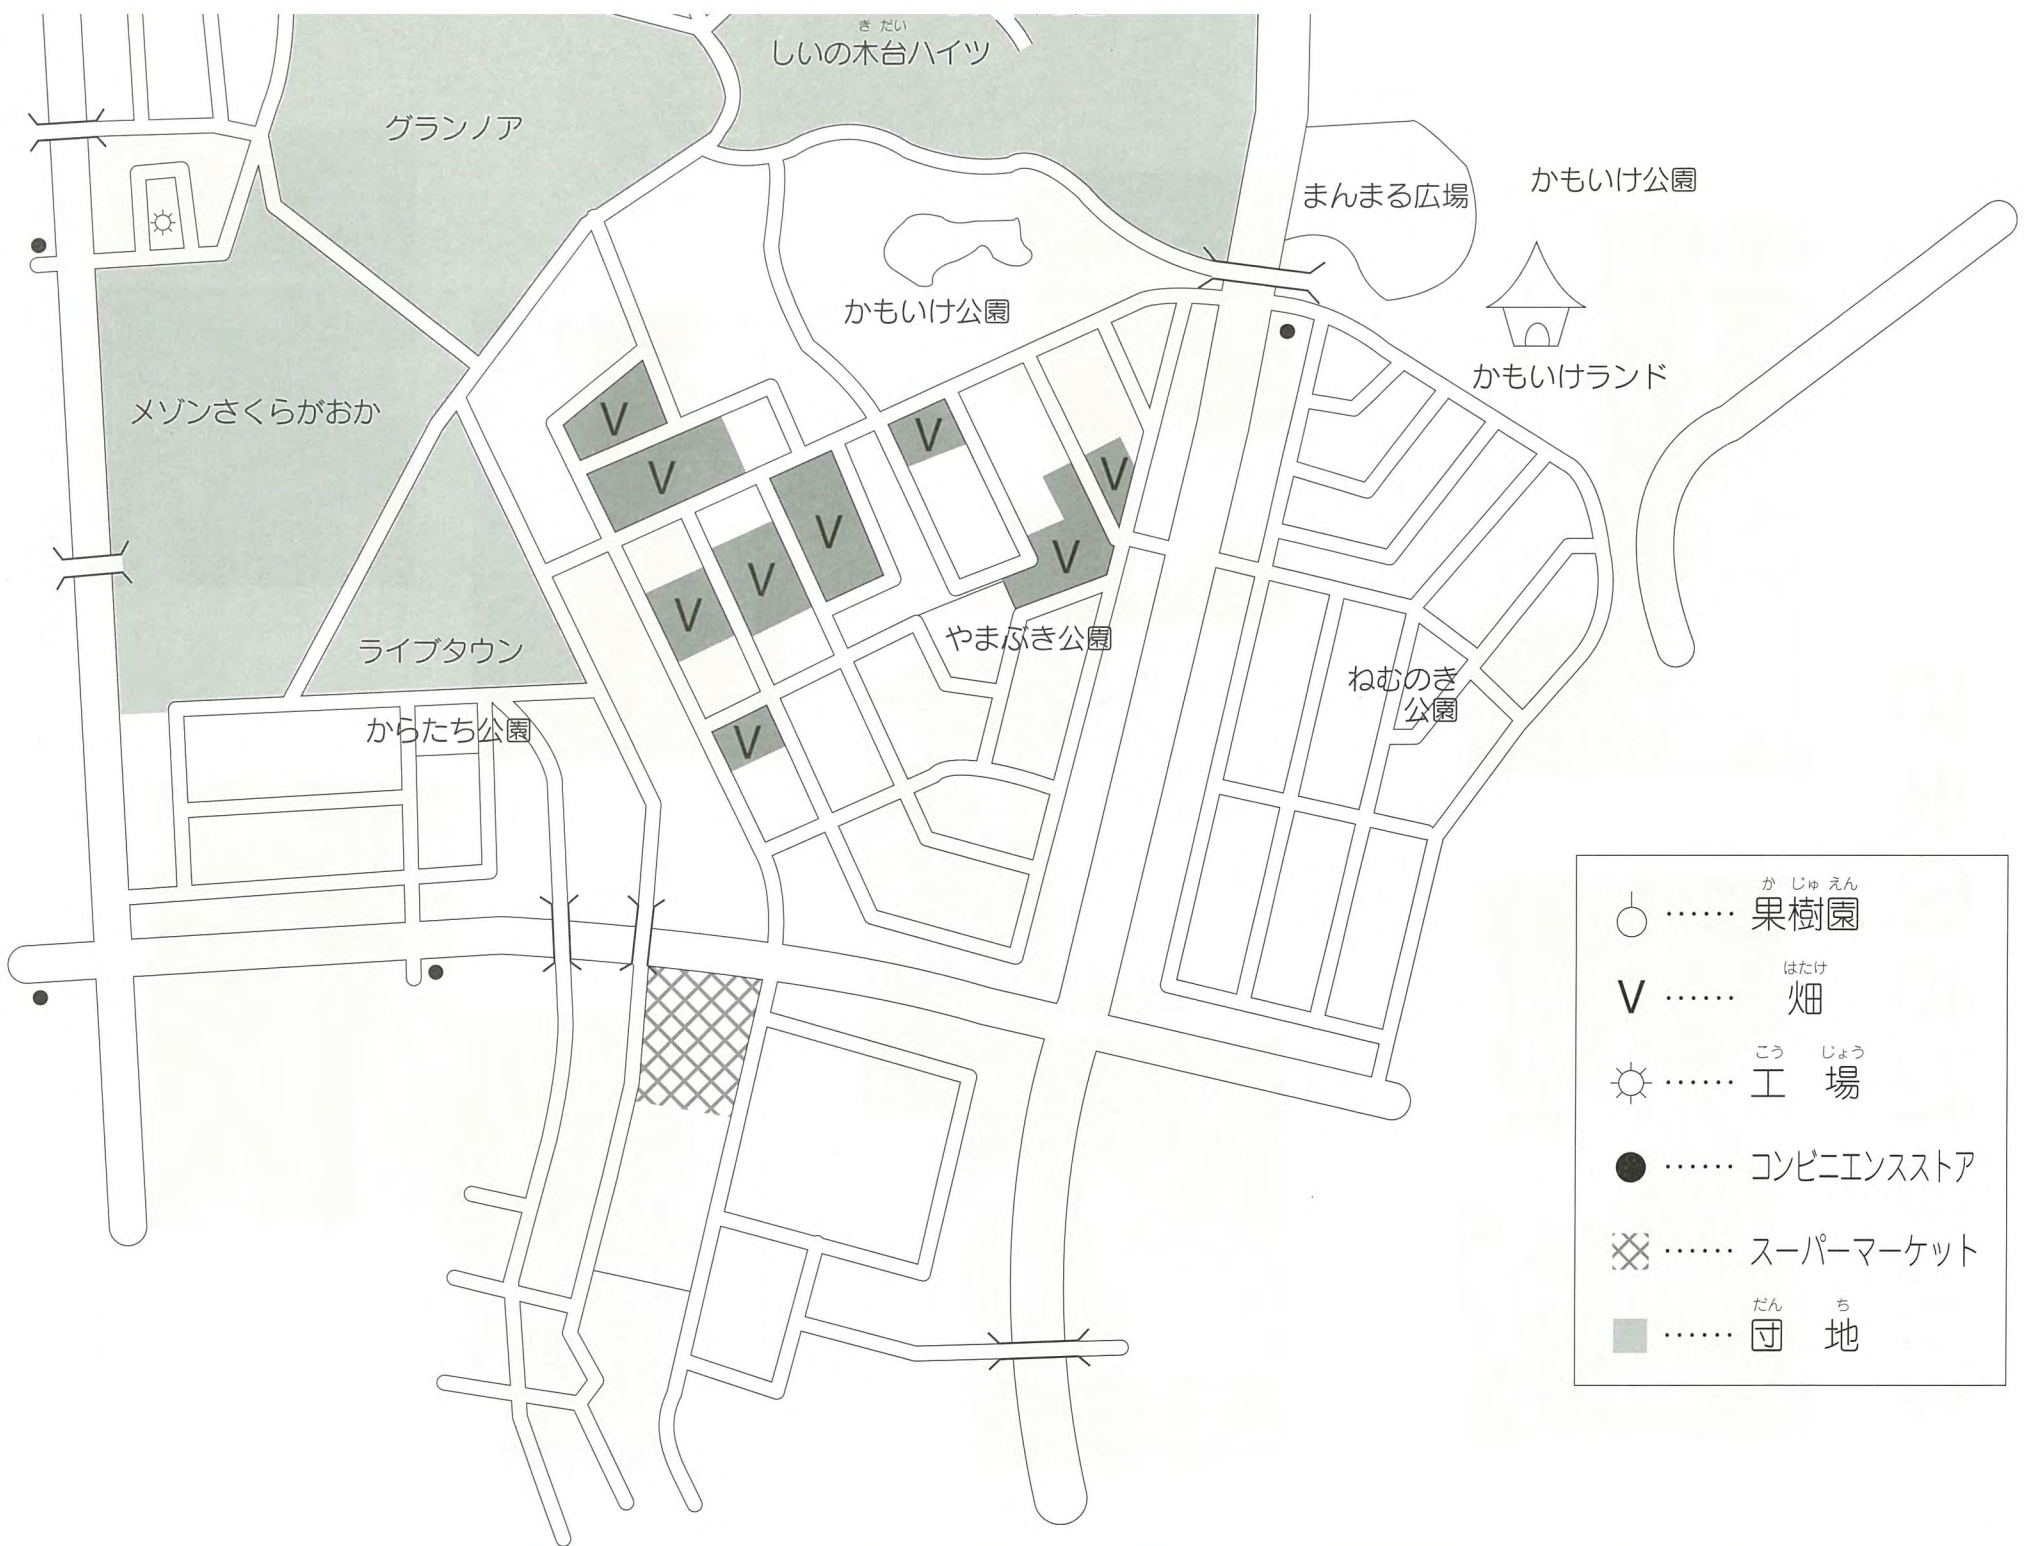 きだい
しいの木台ハイツ
グランノア
まんまる広場
かもいけ公園
かもいけ公園
かもいけランド
メゾンさくらがおか
V
V
V
V
V
V
V
V
V
ライブタウン
やまぶき公園
ねむのき
公園
からたち公園
かじゅえん
…… 果樹園
はたけ
V …… 畑
こうじょう
…… 工場
…… コンビニエンスストア
…… スーパーマーケット
だんち
…… 団地